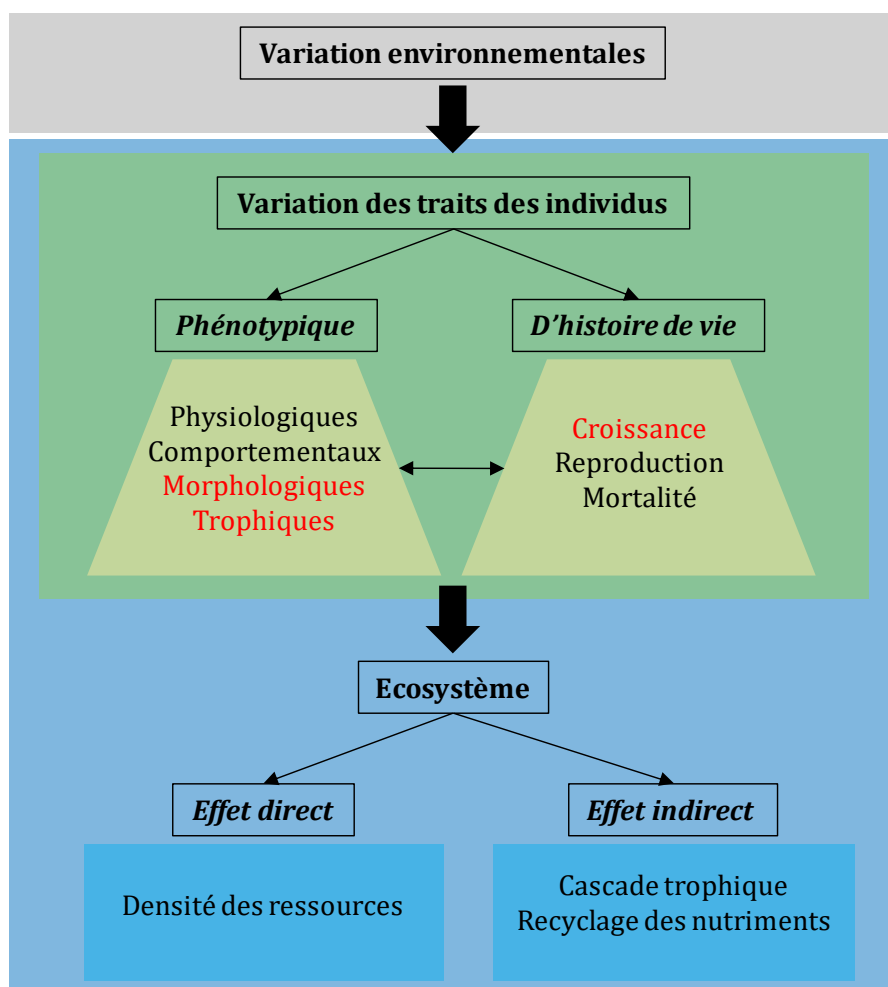 Variation environnementales
Variation des traits des individus
Phénotypique
D'histoire de vie
Physiologiques
Comportementaux
Morphologiques
Trophiques
Croissance
Reproduction
Mortalité
Ecosystème
Effet direct
Effet indirect
Densité des ressources
Cascade trophique
Recyclage des nutriments